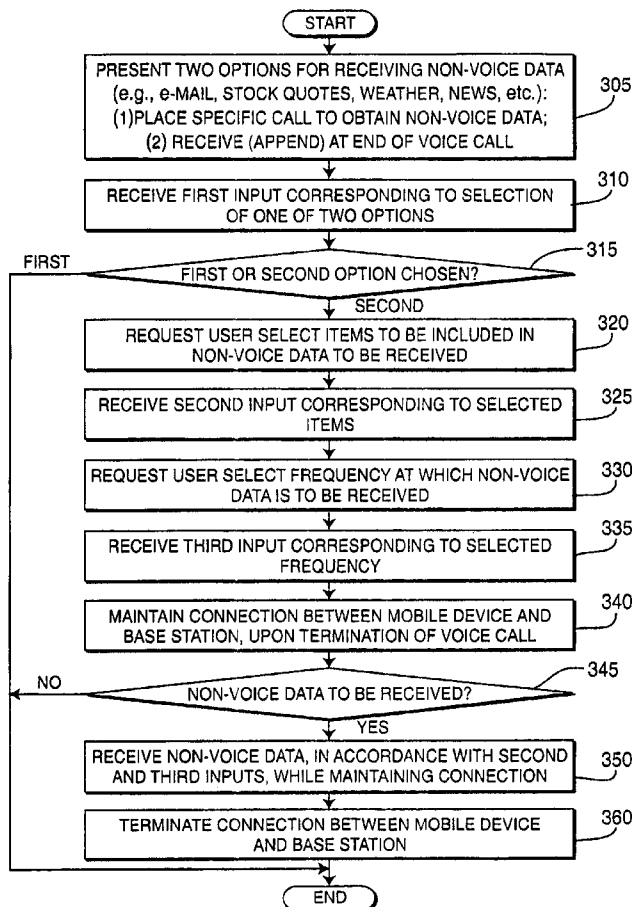 START
PRESENT TWO OPTIONS FOR RECEIVING NON-VOICE DATA
(e.g., e-MAIL, STOCK QUOTES, WEATHER, NEWS, etc.):
(1)PLACE SPECIFIC CALL TO OBTAIN NON-VOICE DATA;
(2) RECEIVE (APPEND) AT END OF VOICE CALL
305
RECEIVE FIRST INPUT CORRESPONDING TO SELECTION
OF ONE OF TWO OPTIONS
310
FIRST
FIRST OR SECOND OPTION CHOSEN?
315
SECOND
REQUEST USER SELECT ITEMS TO BE INCLUDED IN
NON-VOICE DATA TO BE RECEIVED
320
RECEIVE SECOND INPUT CORRESPONDING TO SELECTED
ITEMS
325
REQUEST USER SELECT FREQUENCY AT WHICH NON-VOICE
DATA IS TO BE RECEIVED
330
RECEIVE THIRD INPUT CORRESPONDING TO SELECTED
FREQUENCY
335
MAINTAIN CONNECTION BETWEEN MOBILE DEVICE AND
BASE STATION, UPON TERMINATION OF VOICE CALL
340
NO
NON-VOICE DATA TO BE RECEIVED?
345
YES
RECEIVE NON-VOICE DATA, IN ACCORDANCE WITH SECOND
AND THIRD INPUTS, WHILE MAINTAINING CONNECTION
350
TERMINATE CONNECTION BETWEEN MOBILE DEVICE
AND BASE STATION
360
END